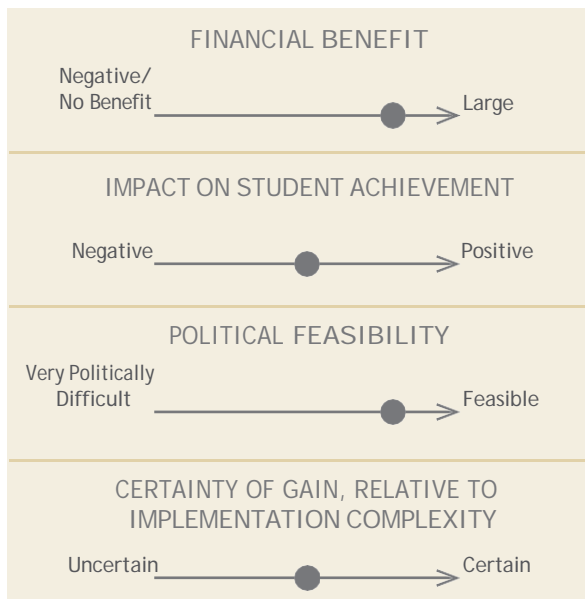 FINANCIAL BENEFIT
Negative/
No Benefit
Large
IMPACT ON STUDENT ACHIEVEMENT
Negative
Positive
POLITICAL FEASIBILITY
Very Politically
Difficult
Feasible
CERTAINTY OF GAIN, RELATIVE TO
IMPLEMENTATION COMPLEXITY
Uncertain
Certain